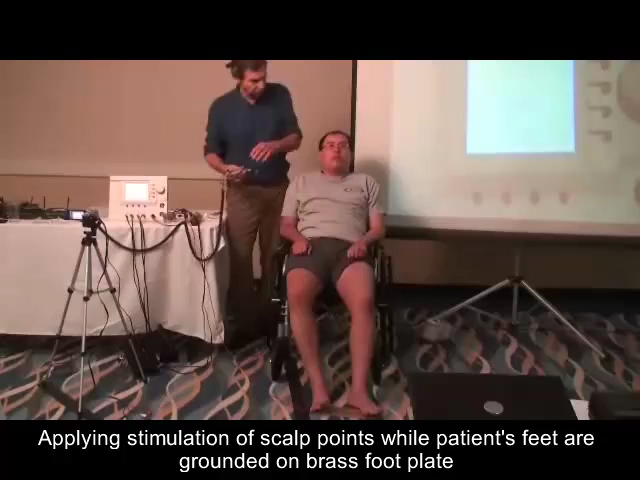 Applying stimulation of scalp points while patient's feet are
grounded on brass foot plate